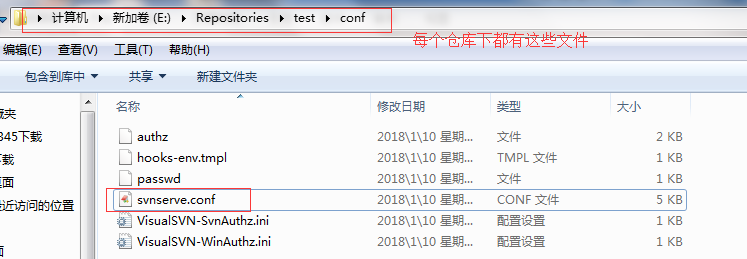 计算机 ▸ 新加卷 (E:) ▸ Repositories ▸ test ▸ conf
每个仓库下都有这些文件
编辑(E) 查看(V) 工具(T) 帮助(H)
包含到库中 共享 新建文件夹
藏夹
345下载
桌面
最近访问的位置
名称 修改日期 类型 大小
authz 2018\1\10 星期... 文件 2 KB
hooks-env.tmpl 2018\1\10 星期... TMPL 文件 1 KB
passwd 2018\1\10 星期... 文件 1 KB
svnserve.conf 2018\1\10 星期... CONF 文件 5 KB
VisualSVN-SvnAuthz.ini 2018\1\10 星期... 配置设置 1 KB
VisualSVN-WinAuthz.ini 2018\1\10 星期... 配置设置 1 KB